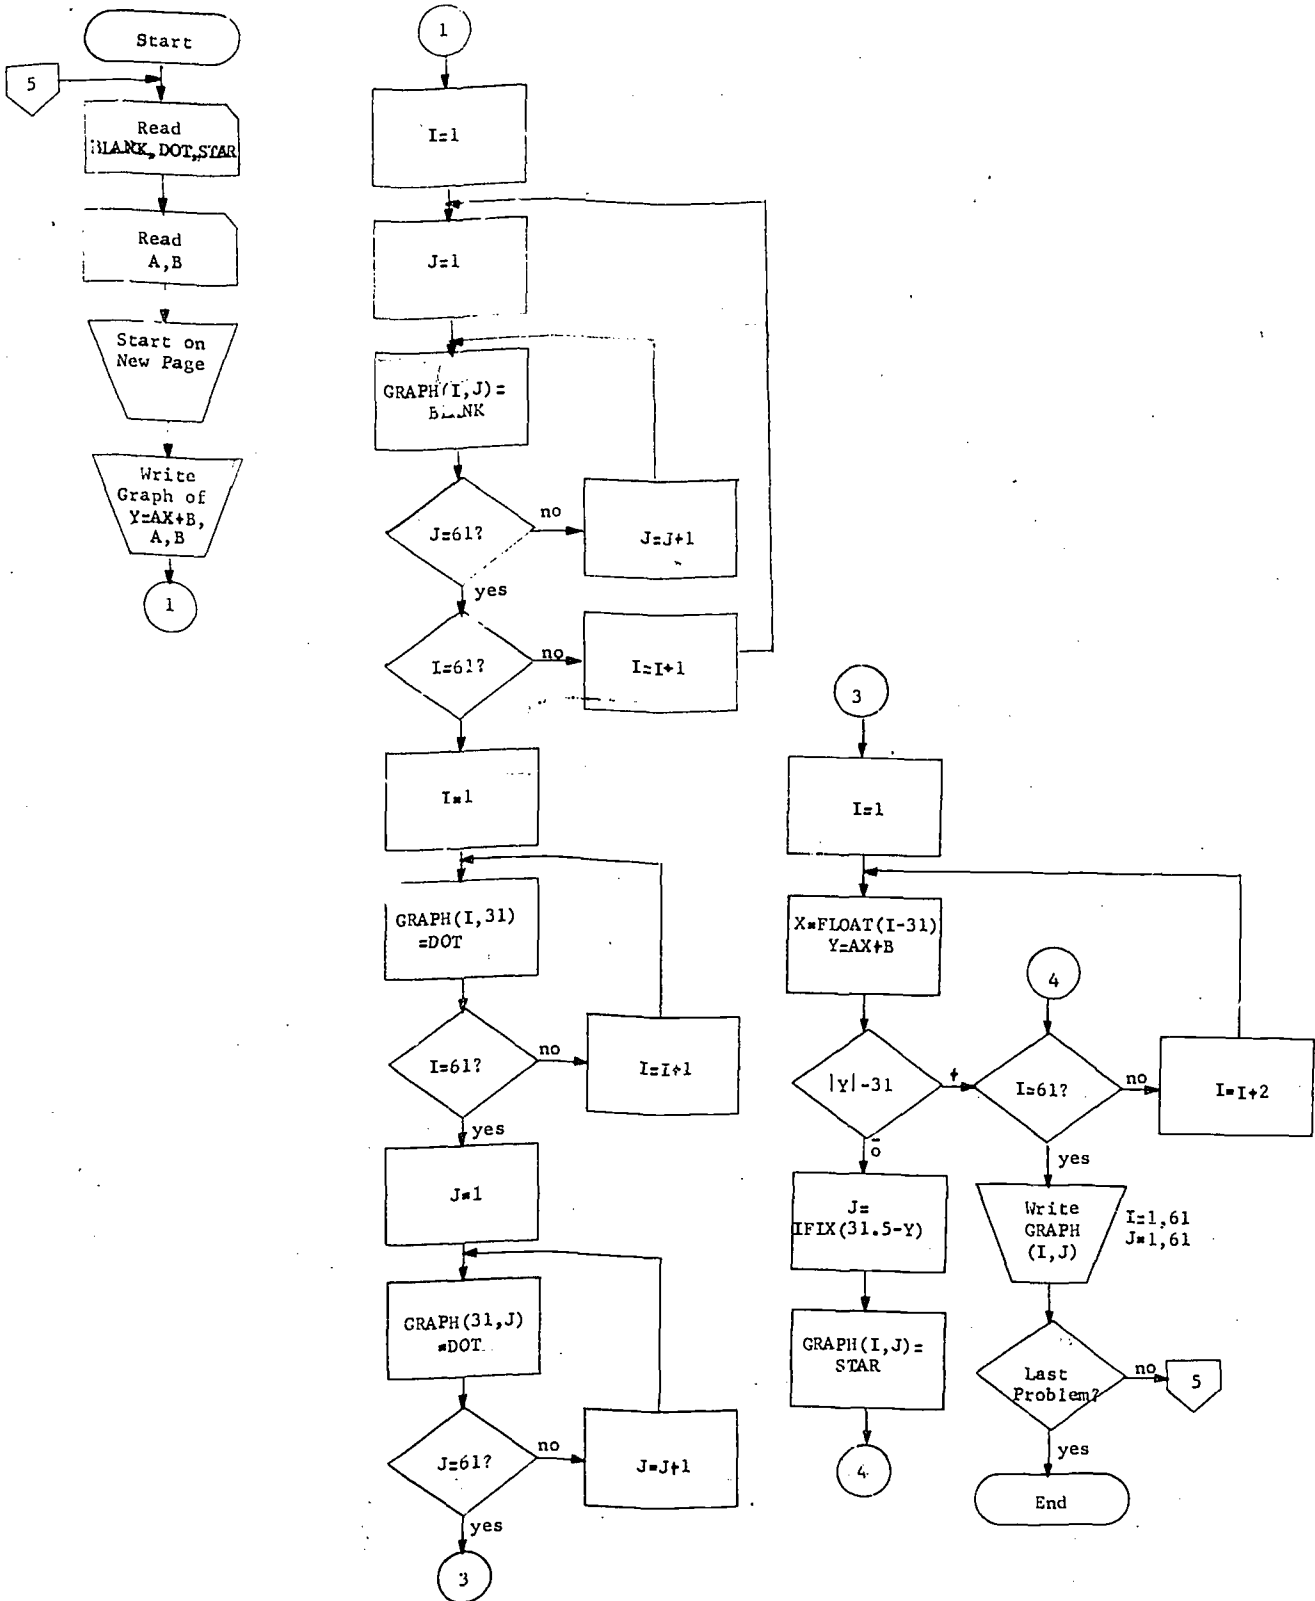 Start
5
Read
BLANK, DOT, STAR
Read
A,B
Start on
New Page
Write
Graph of
Y=AX+B,
A,B
1
1
I=1
J=1
GRAPH(I,J)=
BLANK
J=61?
no
J=J+1
yes
I=61?
no
I=I+1
I=1
GRAPH(I,31)
=DOT
I=61?
no
I=I+1
yes
J=1
GRAPH(31,J)
=DOT
J=61?
no
J=J+1
yes
3
3
I=1
X=FLOAT(I-31)
Y=AX+B
|Y|-31
+
-
0
J=
IFIX(31.5-Y)
GRAPH(I,J)=
STAR
4
4
I=61?
no
I=I+2
yes
Write
GRAPH
(I,J)
I=1,61
J=1,61
Last
Problem?
no
5
yes
End